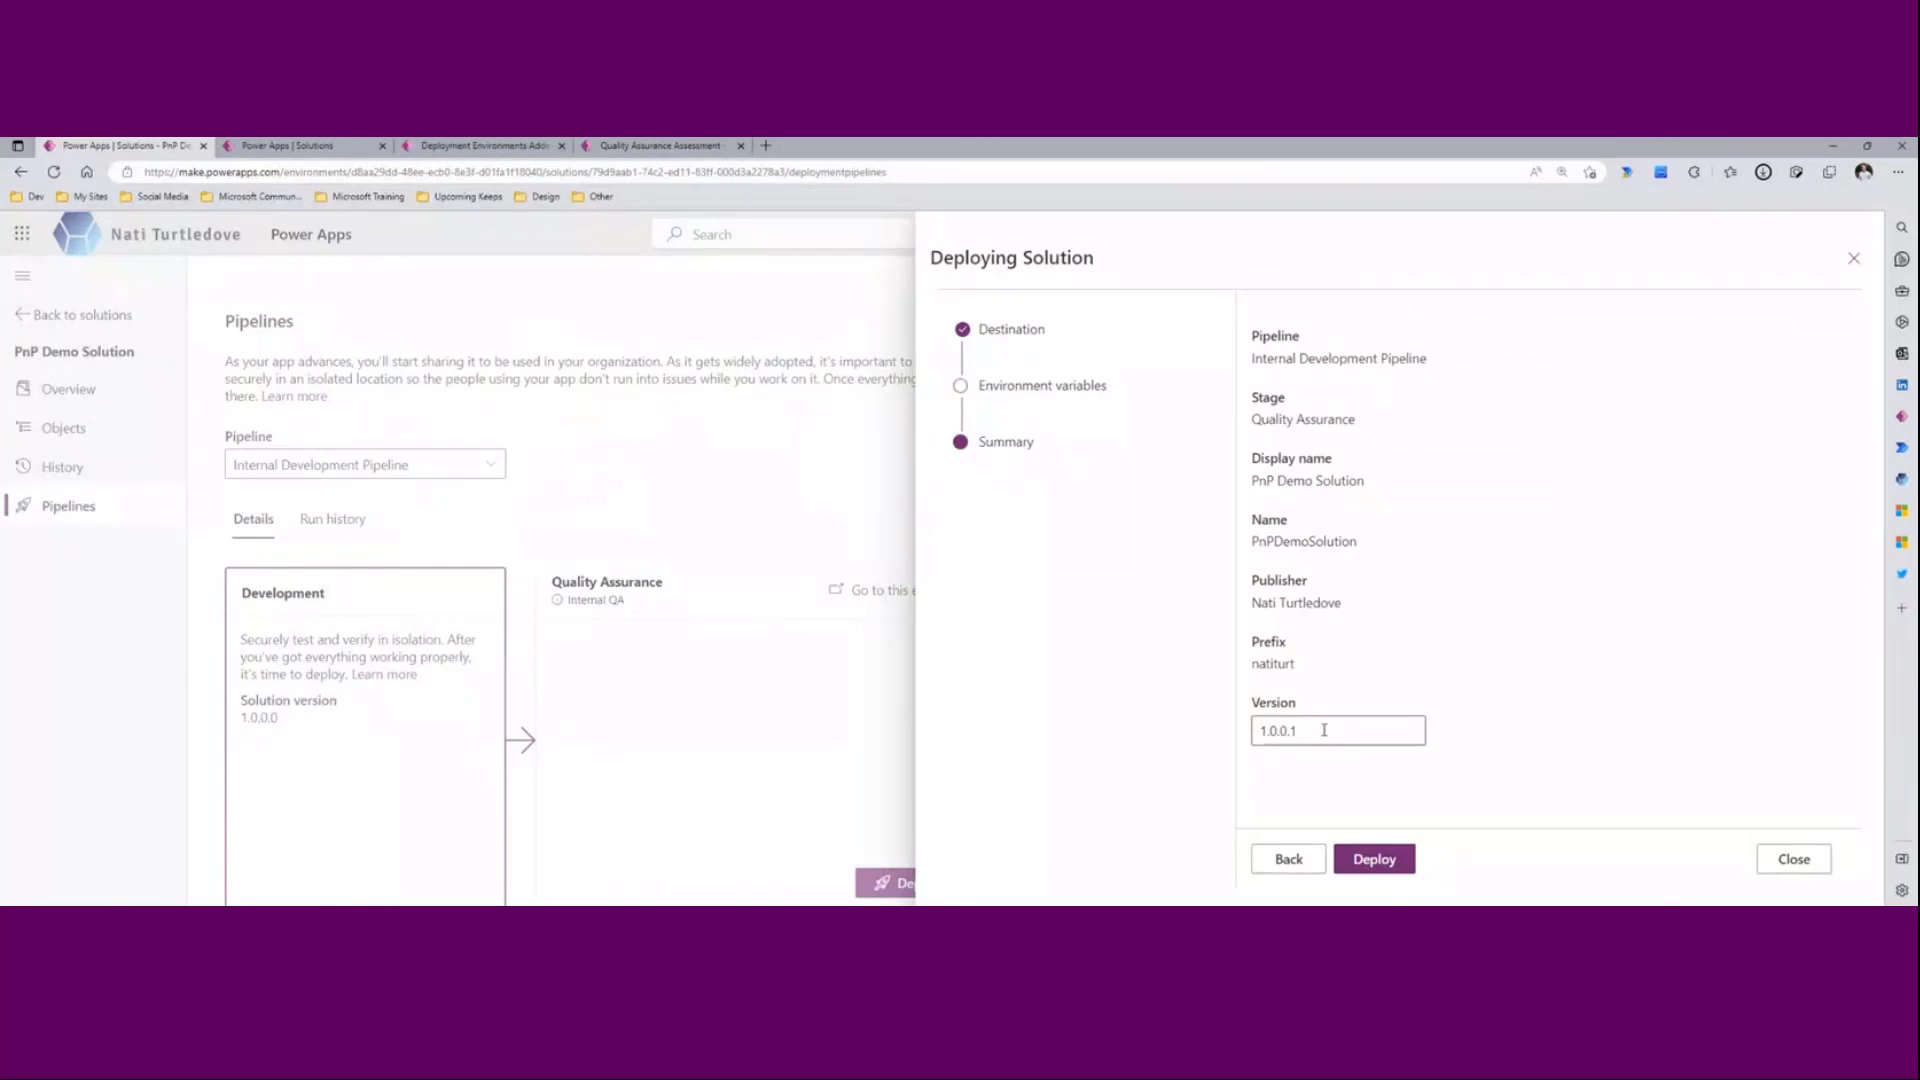 Power Apps | Solutions - PnP De
Power Apps | Solutions
Deployment Environments Adde
Quality Assurance Assessment -
https://make.powerapps.com/environments/d8aa29dd-48ee-ecb0-8e3f-d01fa1f18040/solutions/79d9aab1-74c2-ed11-83ff-000d3a2278a3/deploymentpipelines
Dev
My Sites
Social Media
Microsoft Commun...
Microsoft Training
Upcoming Keeps
Design
Other
Nati Turtledove
Power Apps
Search
Back to solutions
PnP Demo Solution
Overview
Objects
History
Pipelines
Pipelines
As your app advances, you'll start sharing it to be used in your organization. As it gets widely adopted, it's important to
securely in an isolated location so the people using your app don't run into issues while you work on it. Once everything
there. Learn more
Pipeline
Internal Development Pipeline
Details
Run history
Development
Securely test and verify in isolation. After
you've got everything working properly,
it's time to deploy. Learn more
Solution version
1.0.0.0
Quality Assurance
Internal QA
Go to this e
De
Deploying Solution
Destination
Environment variables
Summary
Pipeline
Internal Development Pipeline
Stage
Quality Assurance
Display name
PnP Demo Solution
Name
PnPDemoSolution
Publisher
Nati Turtledove
Prefix
natiturt
Version
1.0.0.1
Back
Deploy
Close